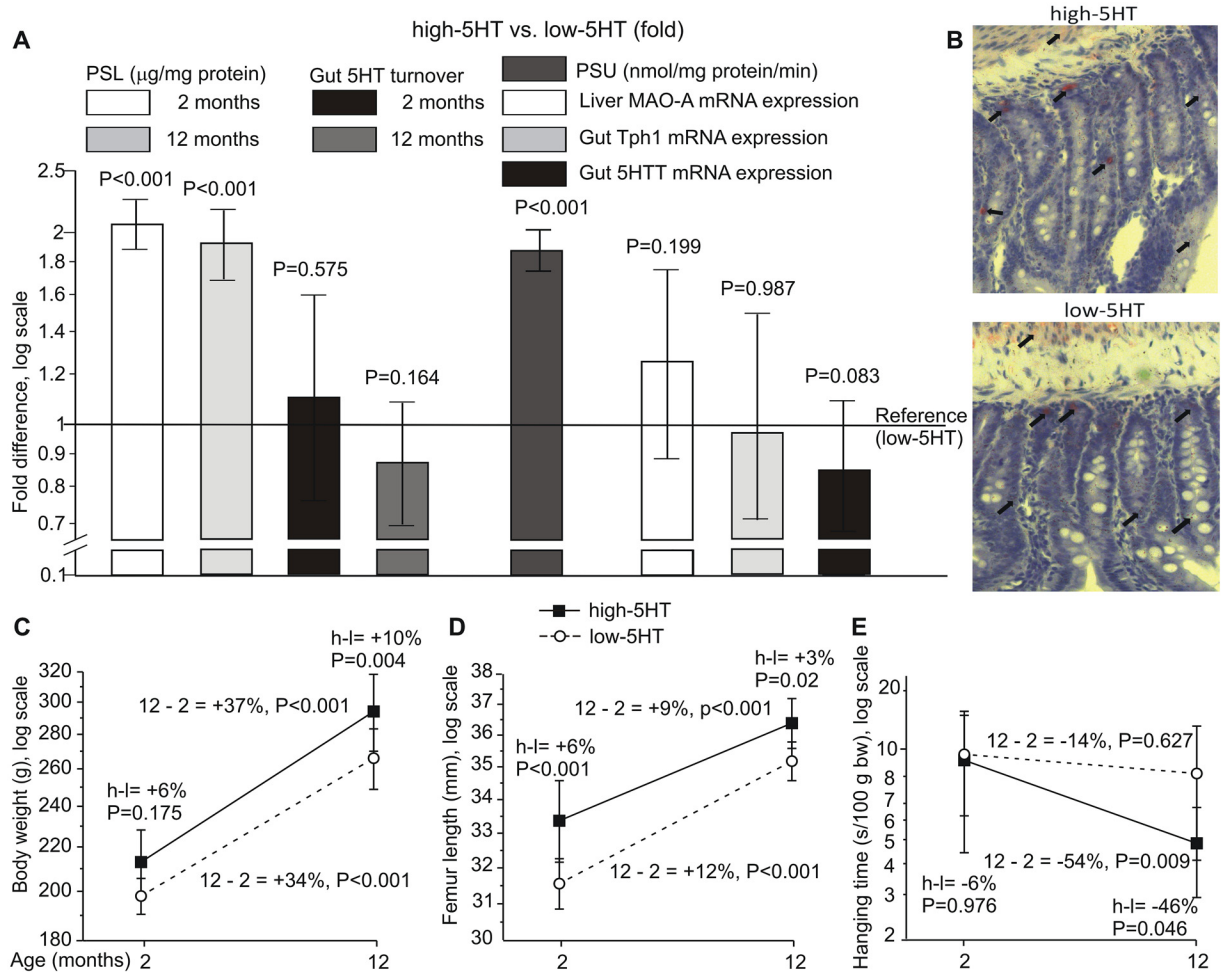 A
high-5HT vs. low-5HT (fold)
PSL (µg/mg protein)
2 months
12 months
Gut 5HT turnover
2 months
12 months
PSU (nmol/mg protein/min)
Liver MAO-A mRNA expression
Gut Tph1 mRNA expression
Gut 5HTT mRNA expression
Fold difference, log scale
2.5
2
1.8
1.6
1.4
1.2
1
0.9
0.8
0.7
0.1
P<0.001
P<0.001
P=0.575
P=0.164
P<0.001
P=0.199
P=0.987
P=0.083
Reference
(low-5HT)
B
high-5HT
low-5HT
high-5HT
low-5HT
C
Body weight (g), log scale
320
300
280
260
240
220
200
180
h-l= +6%
P=0.175
h-l= +10%
P=0.004
12 - 2 = +37%, P<0.001
12 - 2 = +34%, P<0.001
Age (months)
2
12
D
Femur length (mm), log scale
38
37
36
35
34
33
32
31
30
h-l= +6%
P<0.001
h-l= +3%
P=0.02
12 - 2 = +9%, p<0.001
12 - 2 = +12%, P<0.001
2
12
E
Hanging time (s/100 g bw), log scale
20
10
8
7
6
5
4
3
2
12 - 2 = -14%, P=0.627
12 - 2 = -54%, P=0.009
h-l= -6%
P=0.976
h-l= -46%
P=0.046
2
12